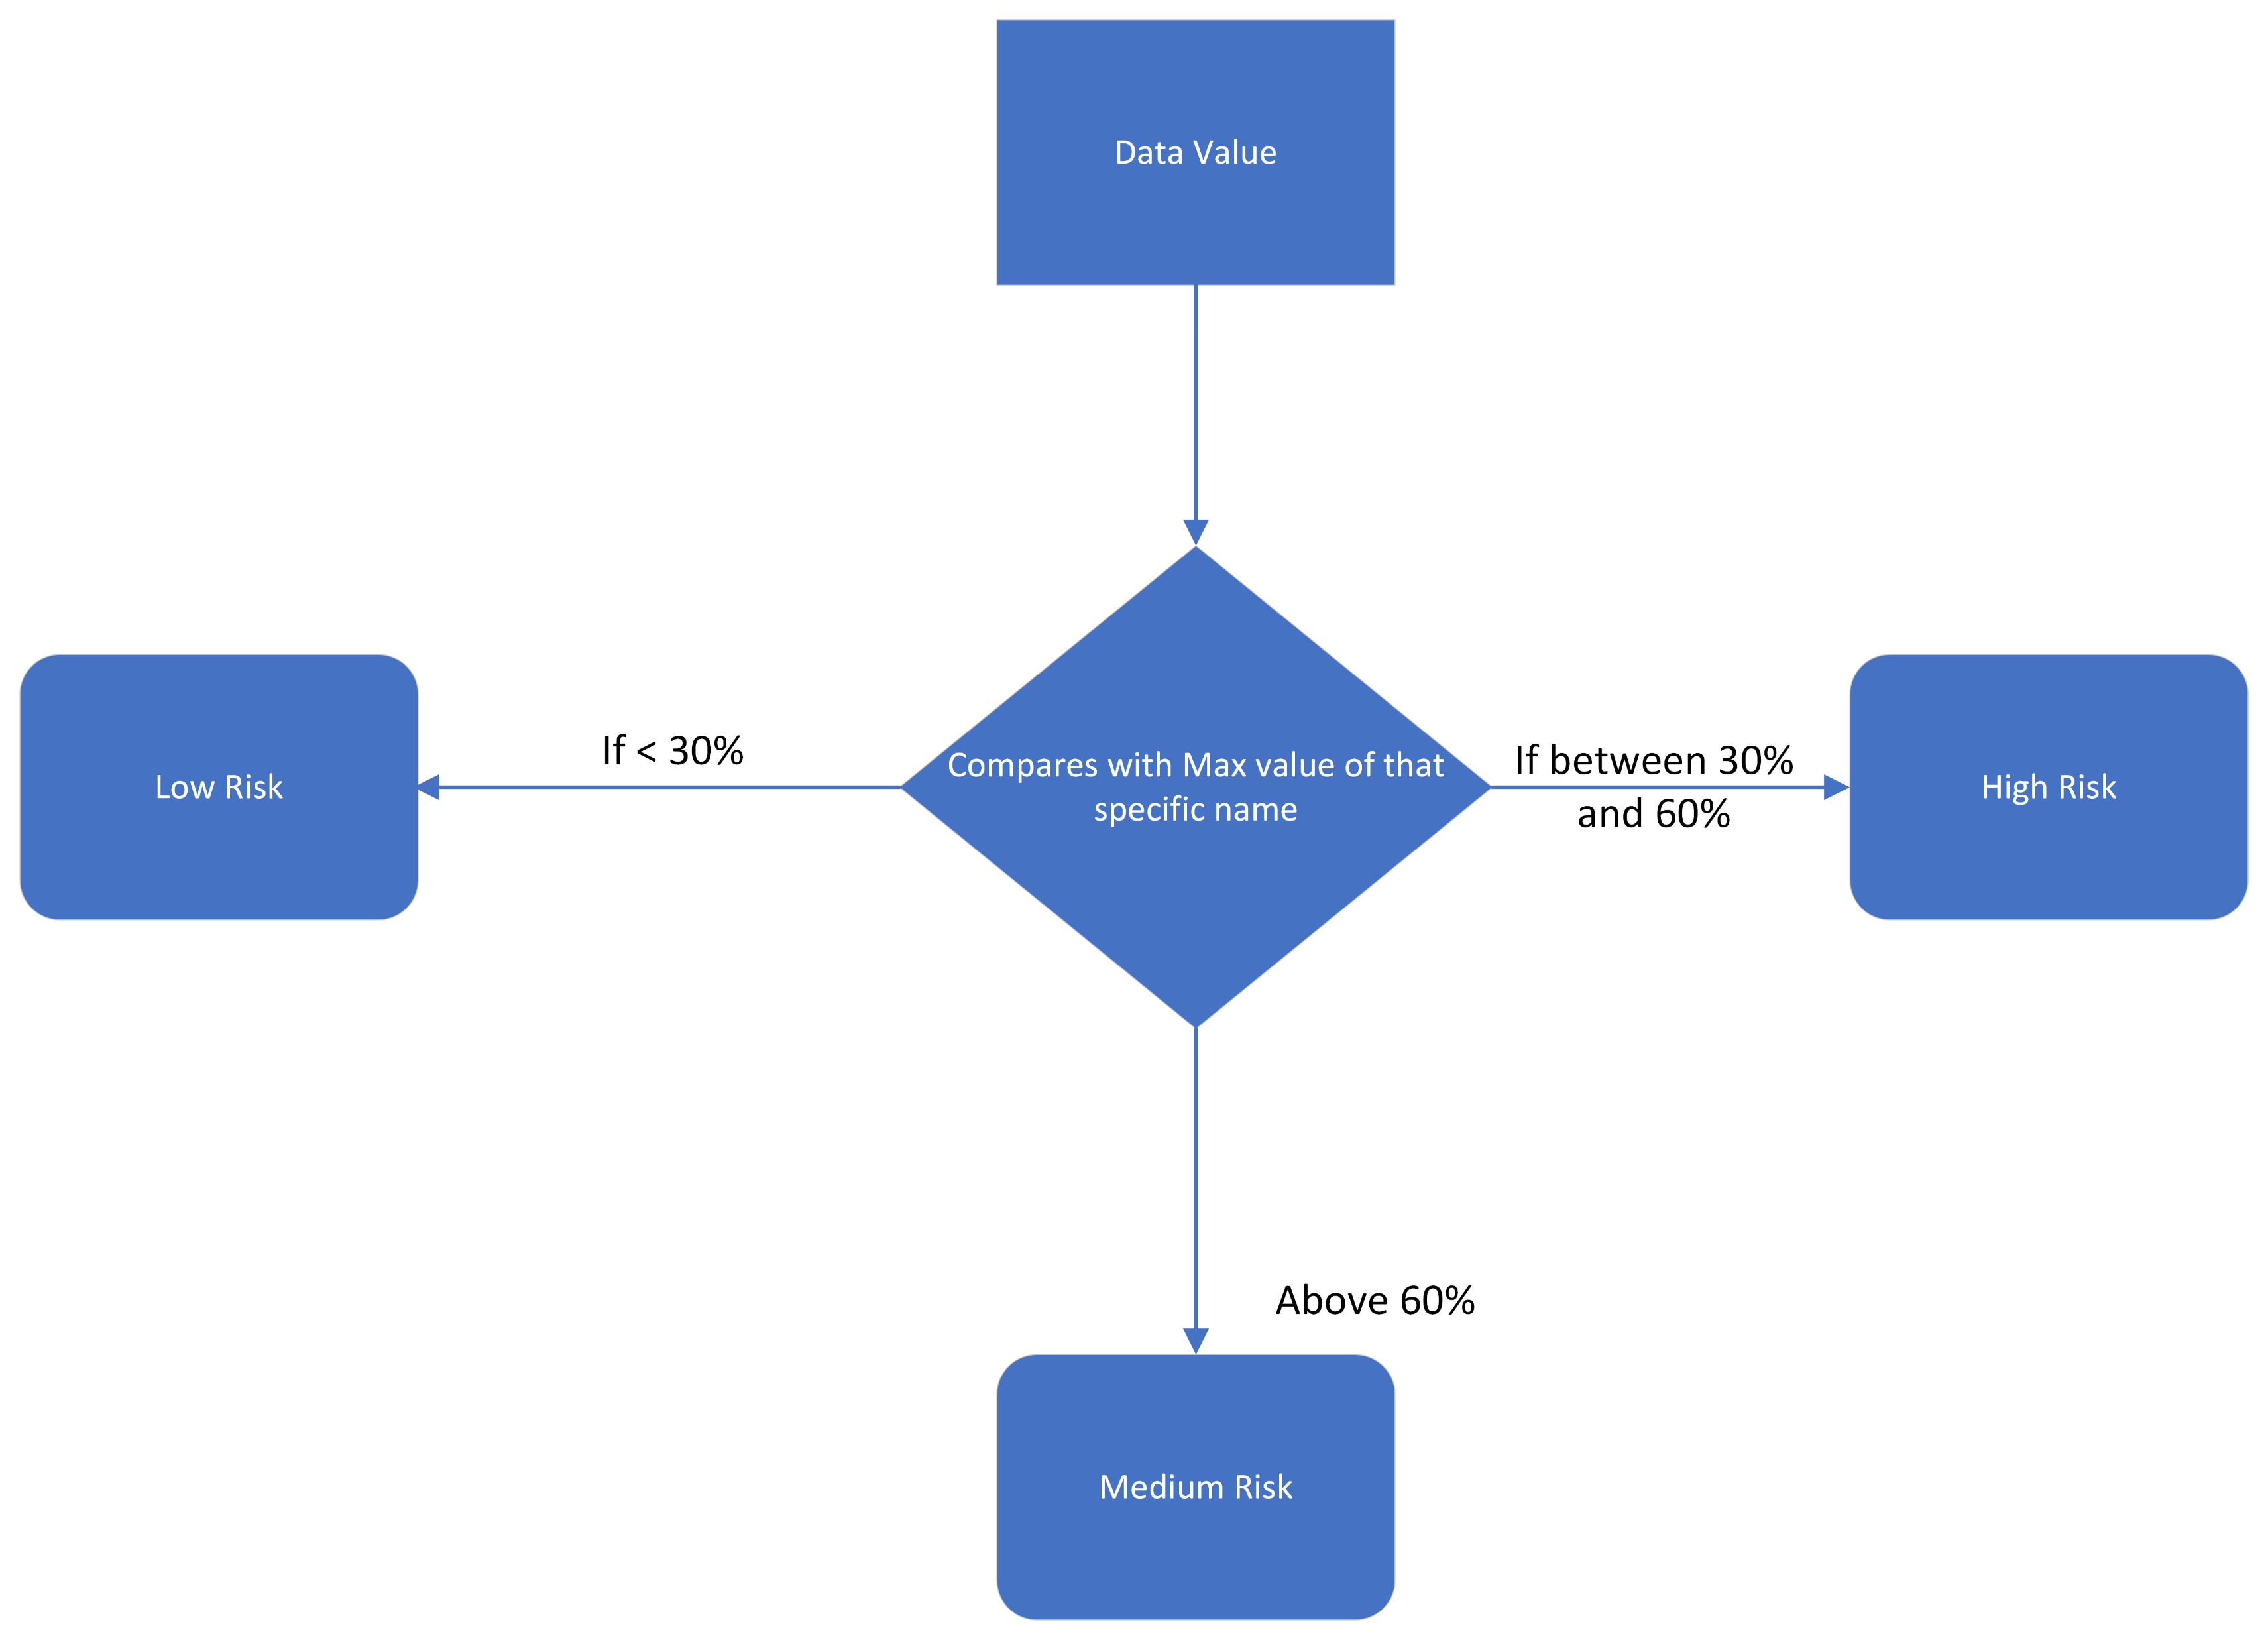 Data Value
If < 30%
Compares with Max value of that
specific name
If between 30%
and 60%
Low Risk
High Risk
Above 60%
Medium Risk